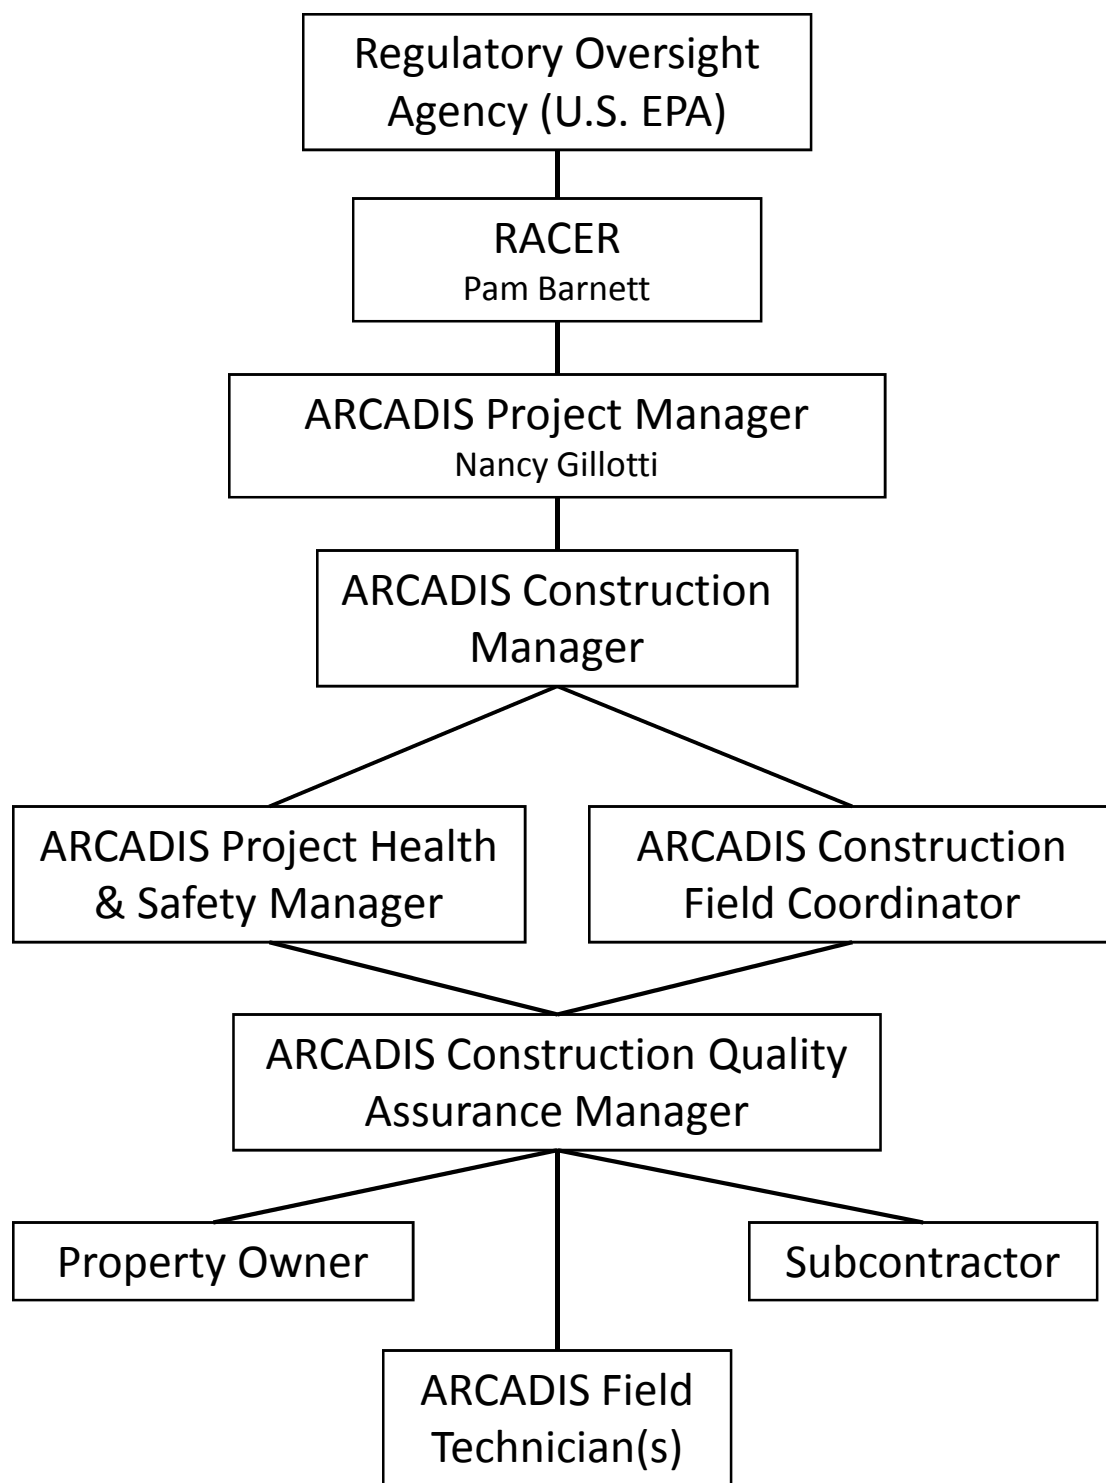 Regulatory Oversight
Agency (U.S. EPA)
RACER
Pam Barnett
ARCADIS Project Manager
Nancy Gillotti
ARCADIS Construction
Manager
ARCADIS Project Health
& Safety Manager
ARCADIS Construction
Field Coordinator
ARCADIS Construction Quality
Assurance Manager
Property Owner
Subcontractor
ARCADIS Field
Technician(s)